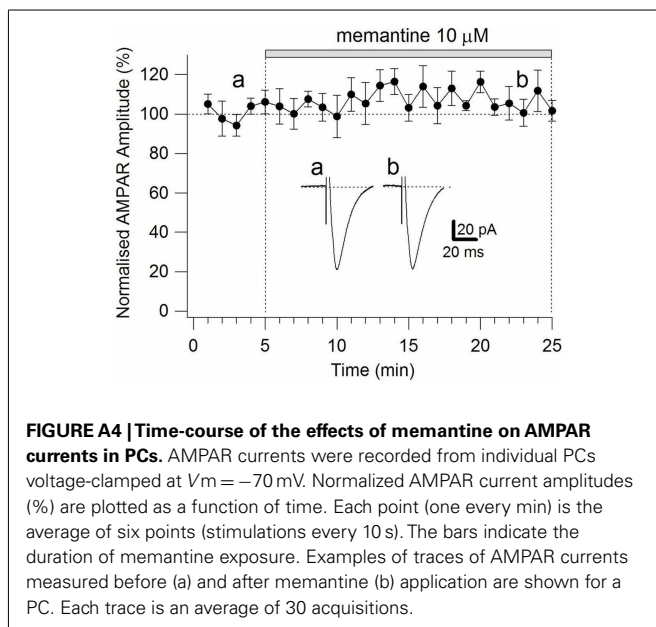 memantine 10 μM
Normalised AMPAR Amplitude (%)
120
100
80
60
40
20
0
a
b
a
b
20 pA
20 ms
0
5
10
15
20
25
Time (min)
FIGURE A4 | Time-course of the effects of memantine on AMPAR
currents in PCs. AMPAR currents were recorded from individual PCs
voltage-clamped at Vm = −70 mV. Normalized AMPAR current amplitudes
(%) are plotted as a function of time. Each point (one every min) is the
average of six points (stimulations every 10 s). The bars indicate the
duration of memantine exposure. Examples of traces of AMPAR currents
measured before (a) and after memantine (b) application are shown for a
PC. Each trace is an average of 30 acquisitions.